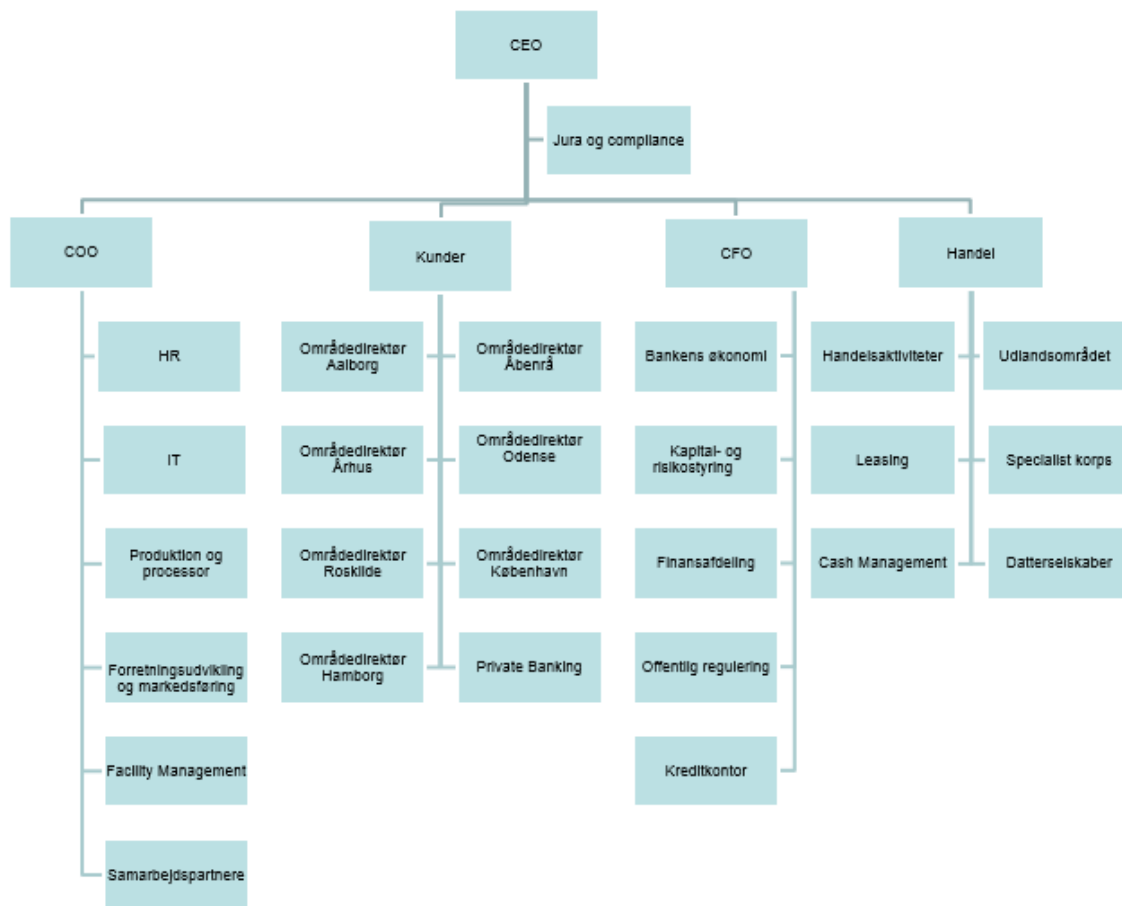 CEO
Jura og compliance
COO
Kunder
CFO
Handel
HR
Områdedirektør
Aalborg
Områdedirektør
Åbenrå
Bankens økonomi
Handelsaktiviteter
Udlandsområdet
IT
Områdedirektør
Århus
Områdedirektør
Odense
Kapital- og
risikostyring
Leasing
Specialist korps
Produktion og
processor
Områdedirektør
Roskilde
Områdedirektør
København
Finansafdeling
Cash Management
Datterselskaber
Forretningsudvikling
og markedsføring
Områdedirektør
Hamborg
Private Banking
Offentlig regulering
Facility Management
Kreditkontor
Samarbejdspartnere